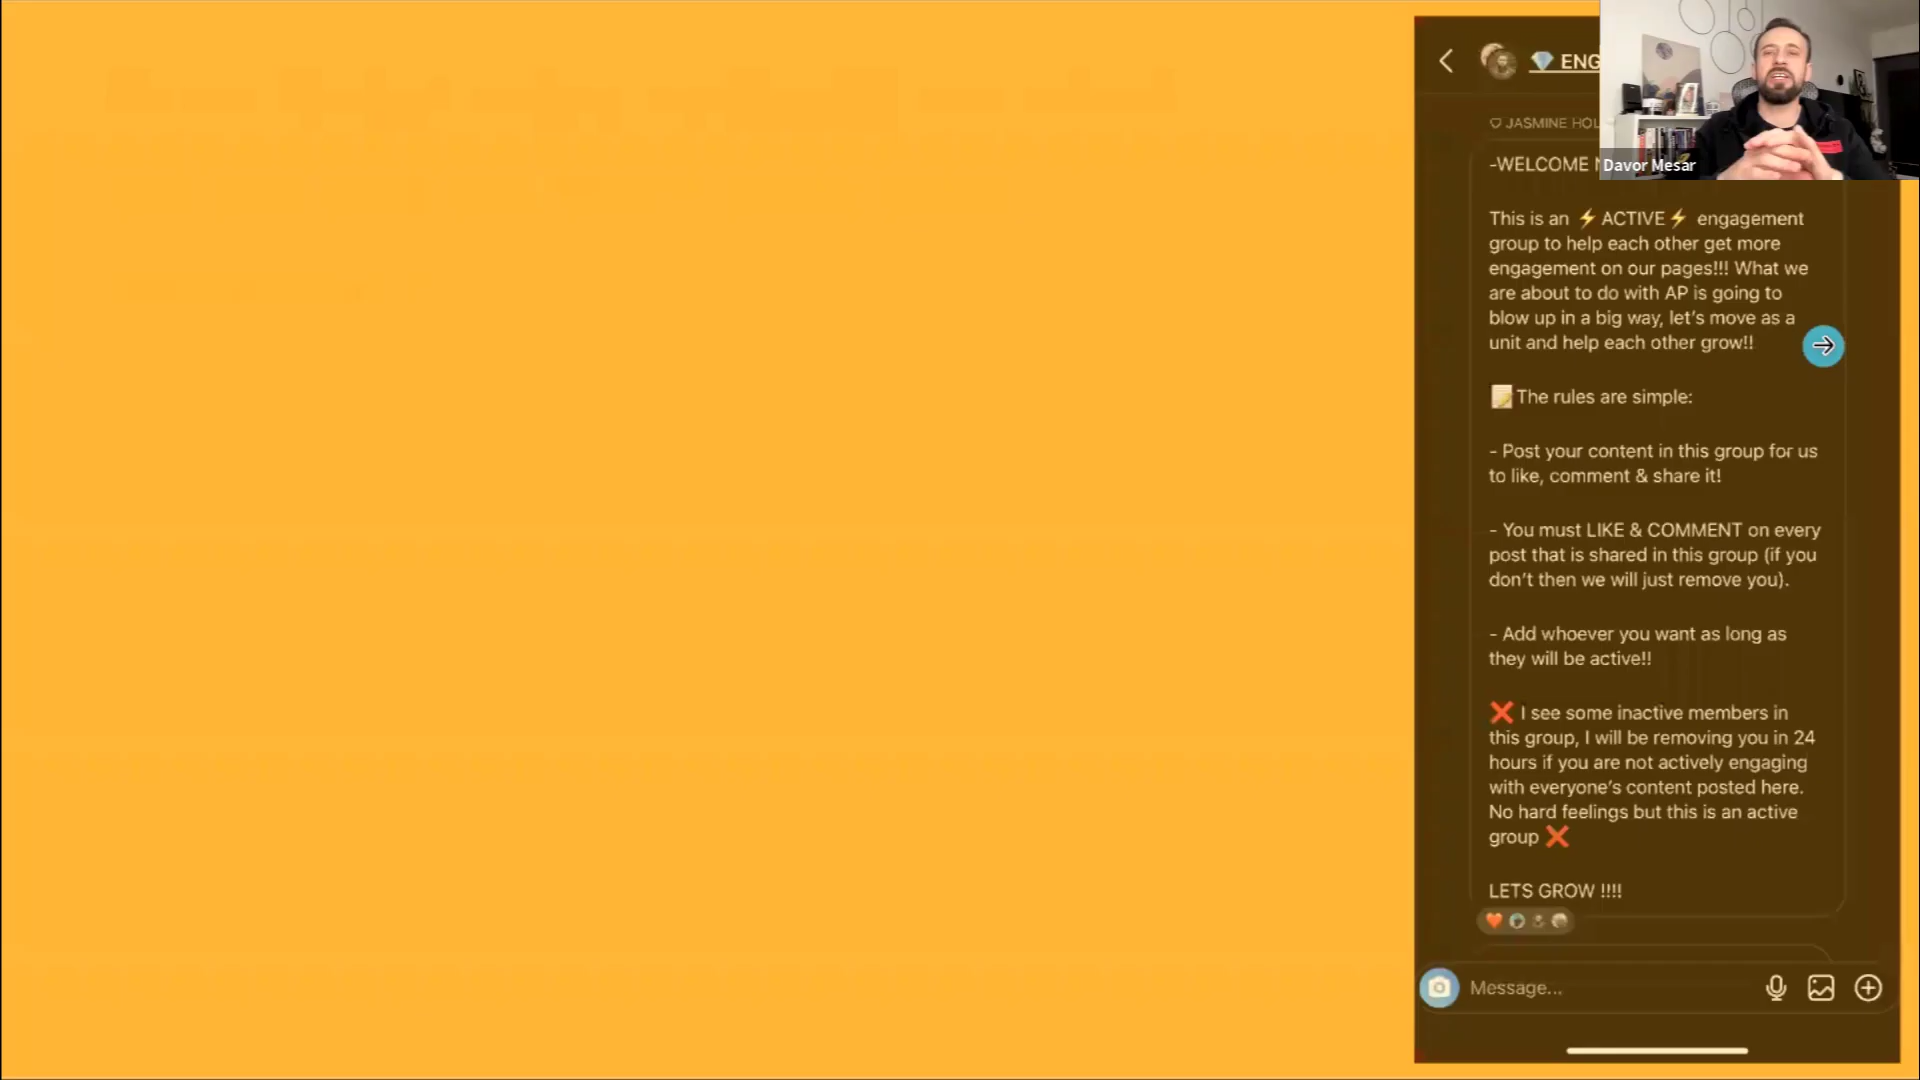 💎 ENG
♡ JASMINE HOL
-WELCOME
Davor Mesar
This is an ⚡ACTIVE⚡ engagement
group to help each other get more
engagement on our pages!!! What we
are about to do with AP is going to
blow up in a big way, let's move as a
unit and help each other grow!!
📝The rules are simple:
- Post your content in this group for us
to like, comment & share it!
- You must LIKE & COMMENT on every
post that is shared in this group (if you
don't then we will just remove you).
- Add whoever you want as long as
they will be active!!
❌ I see some inactive members in
this group, I will be removing you in 24
hours if you are not actively engaging
with everyone's content posted here.
No hard feelings but this is an active
group ❌
LETS GROW !!!!
Message...